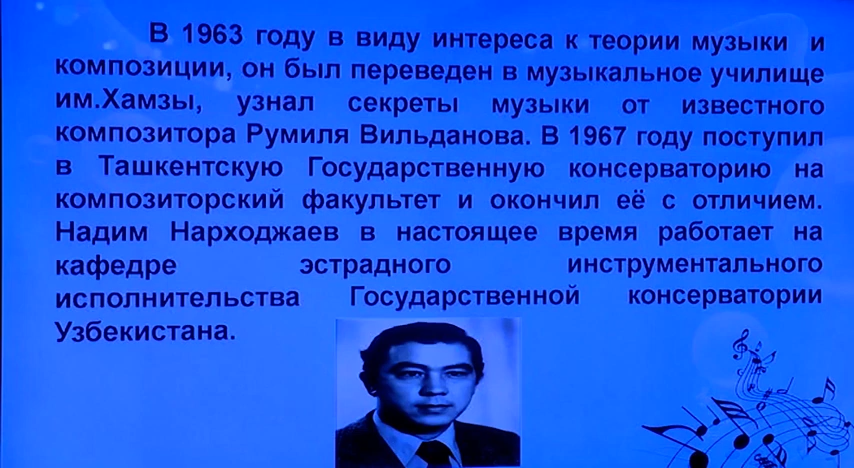 В 1963 году в виду интереса к теории музыки и
композиции, он был переведен в музыкальное училище
им.Хамзы, узнал секреты музыки от известного
композитора Румиля Вильданова. В 1967 году поступил
в Ташкентскую Государственную консерваторию на
композиторский факультет и окончил её с отличием.
Надим Нарходжаев в настоящее время работает на
кафедре эстрадного инструментального
исполнительства Государственной консерватории
Узбекистана.